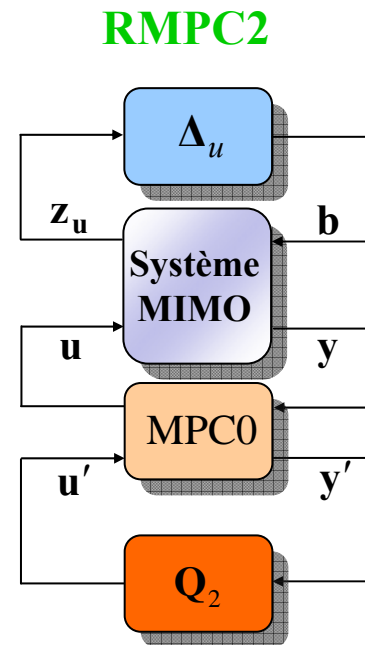 RMPC2
Δu
zu b
Système
MIMO
u y
MPC0
u′ y′
Q2